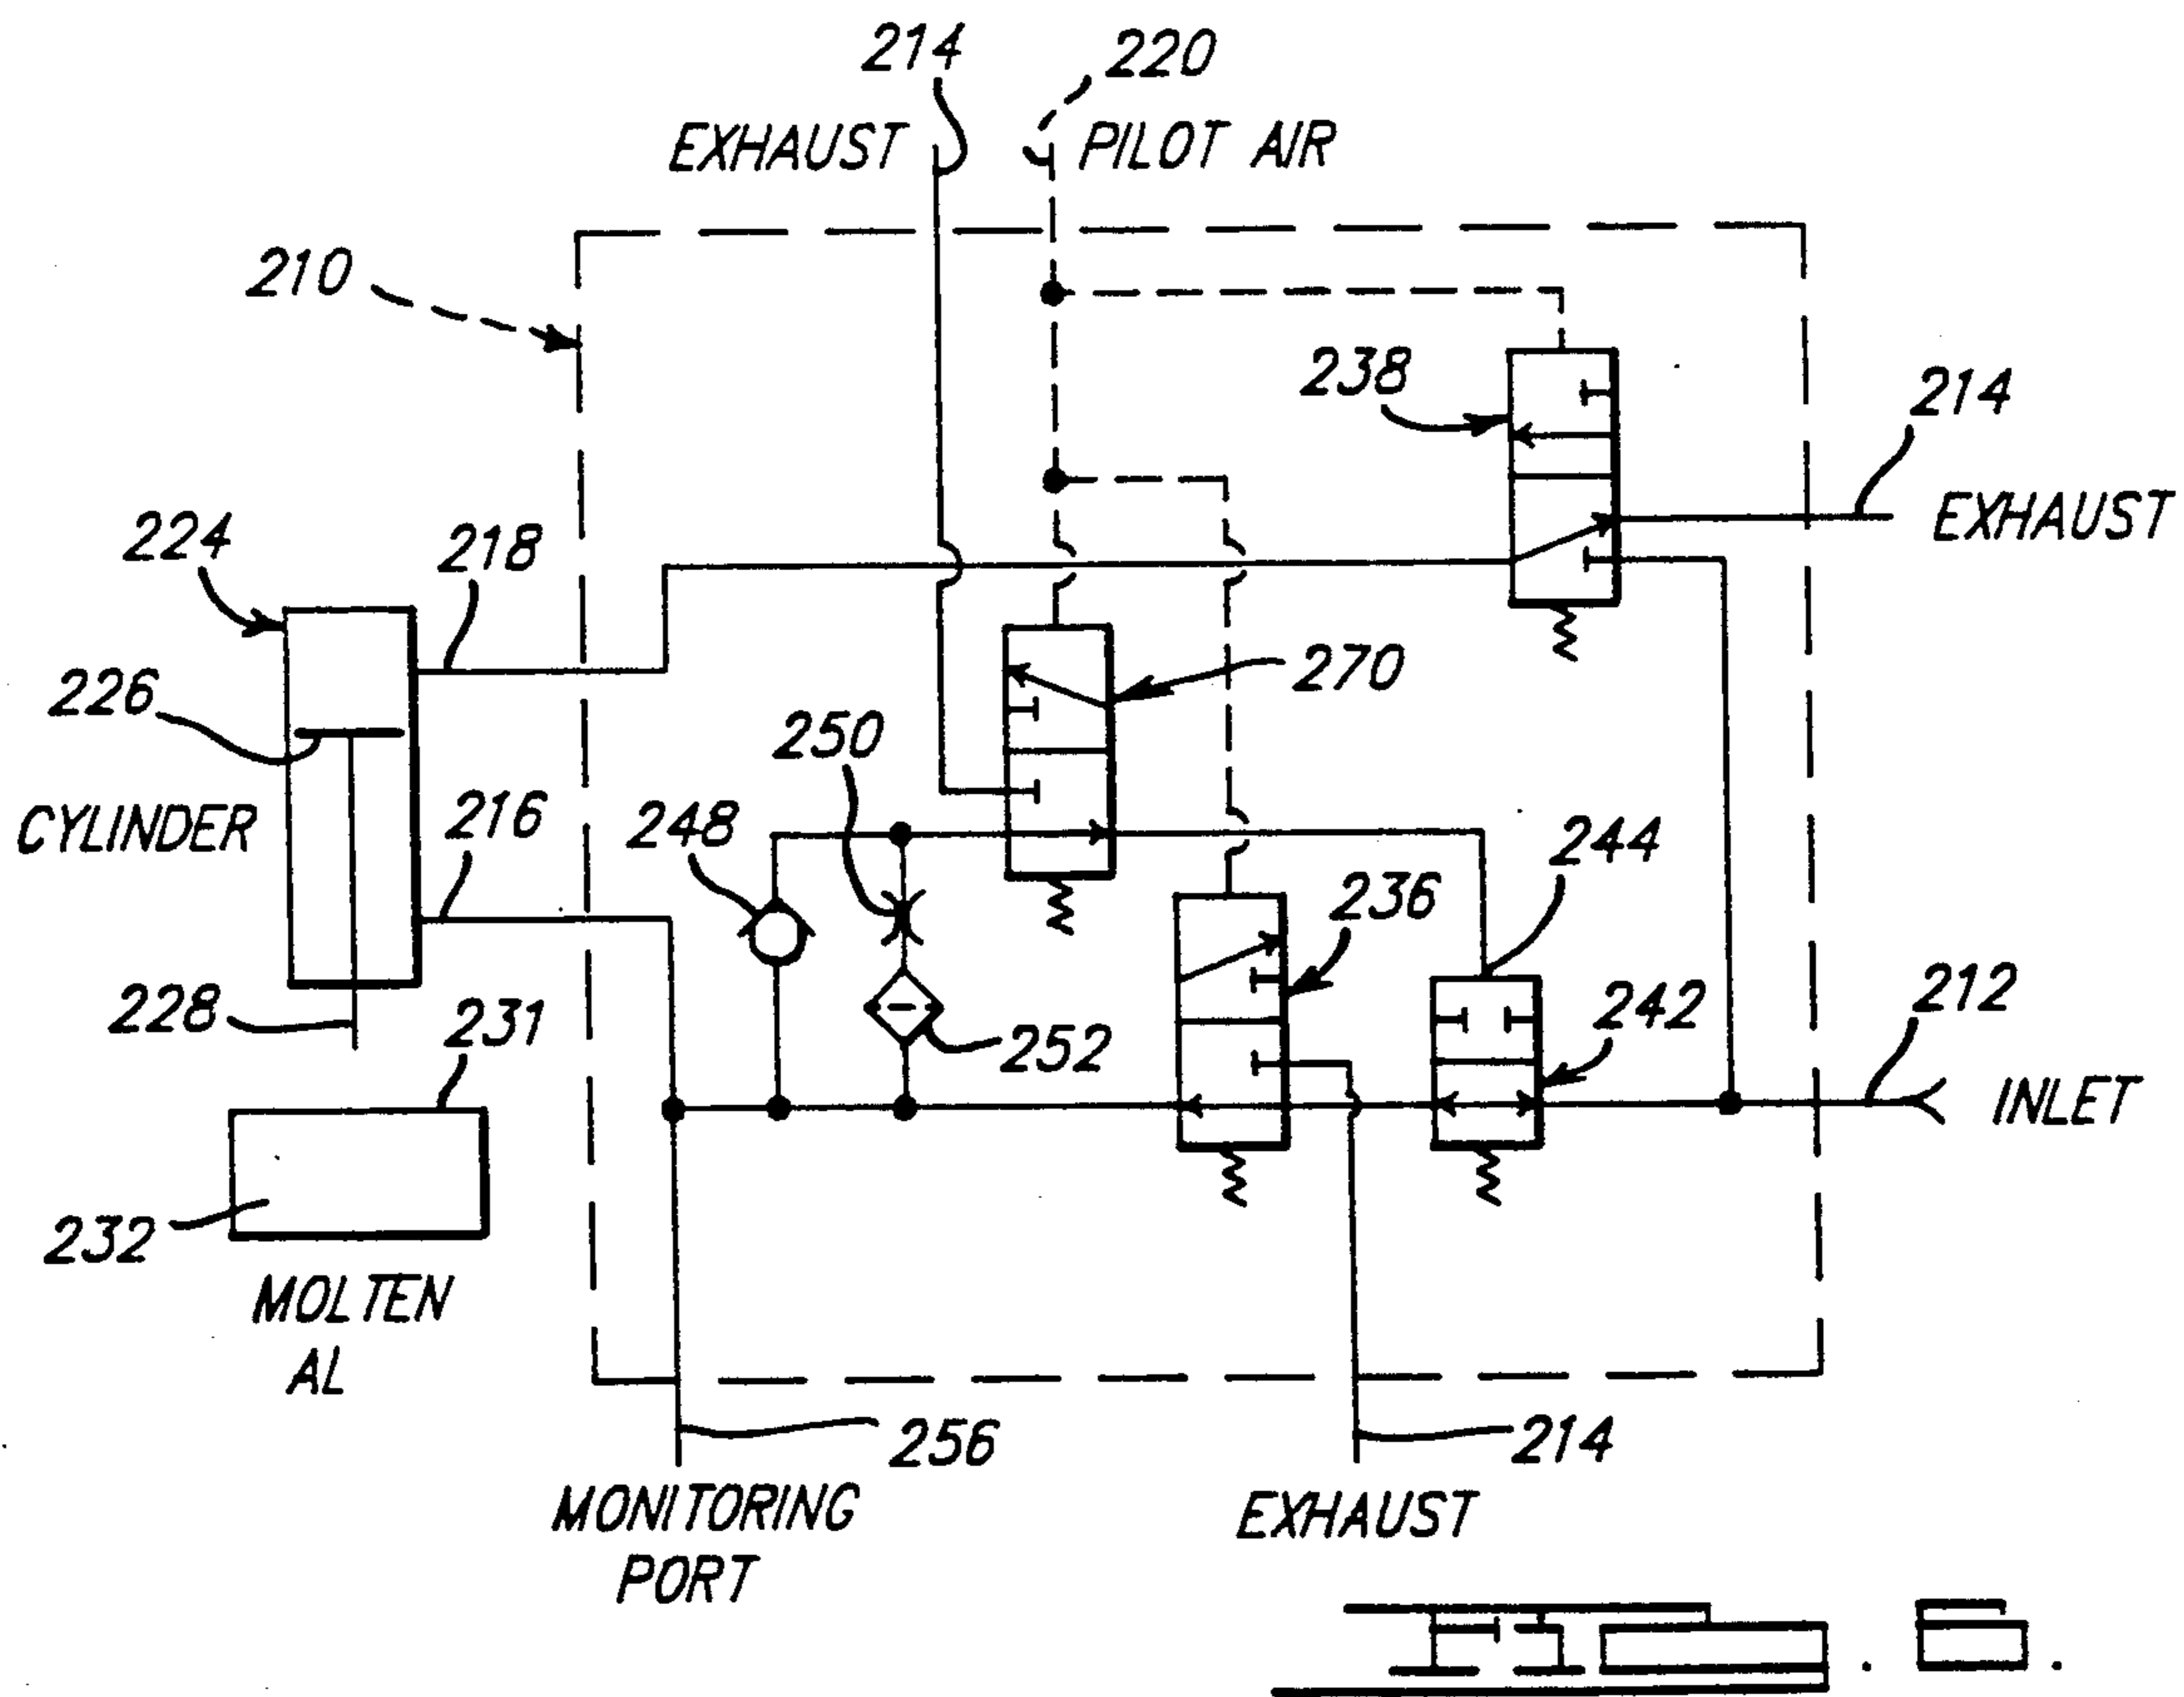 214
220
EXHAUST
PILOT AIR
210
238
214
EXHAUST
224
218
226
270
250
CYLINDER
216
248
244
236
242
212
228
231
252
INLET
232
MOLTEN
AL
256
214
MONITORING
PORT
EXHAUST
FIG. 6.